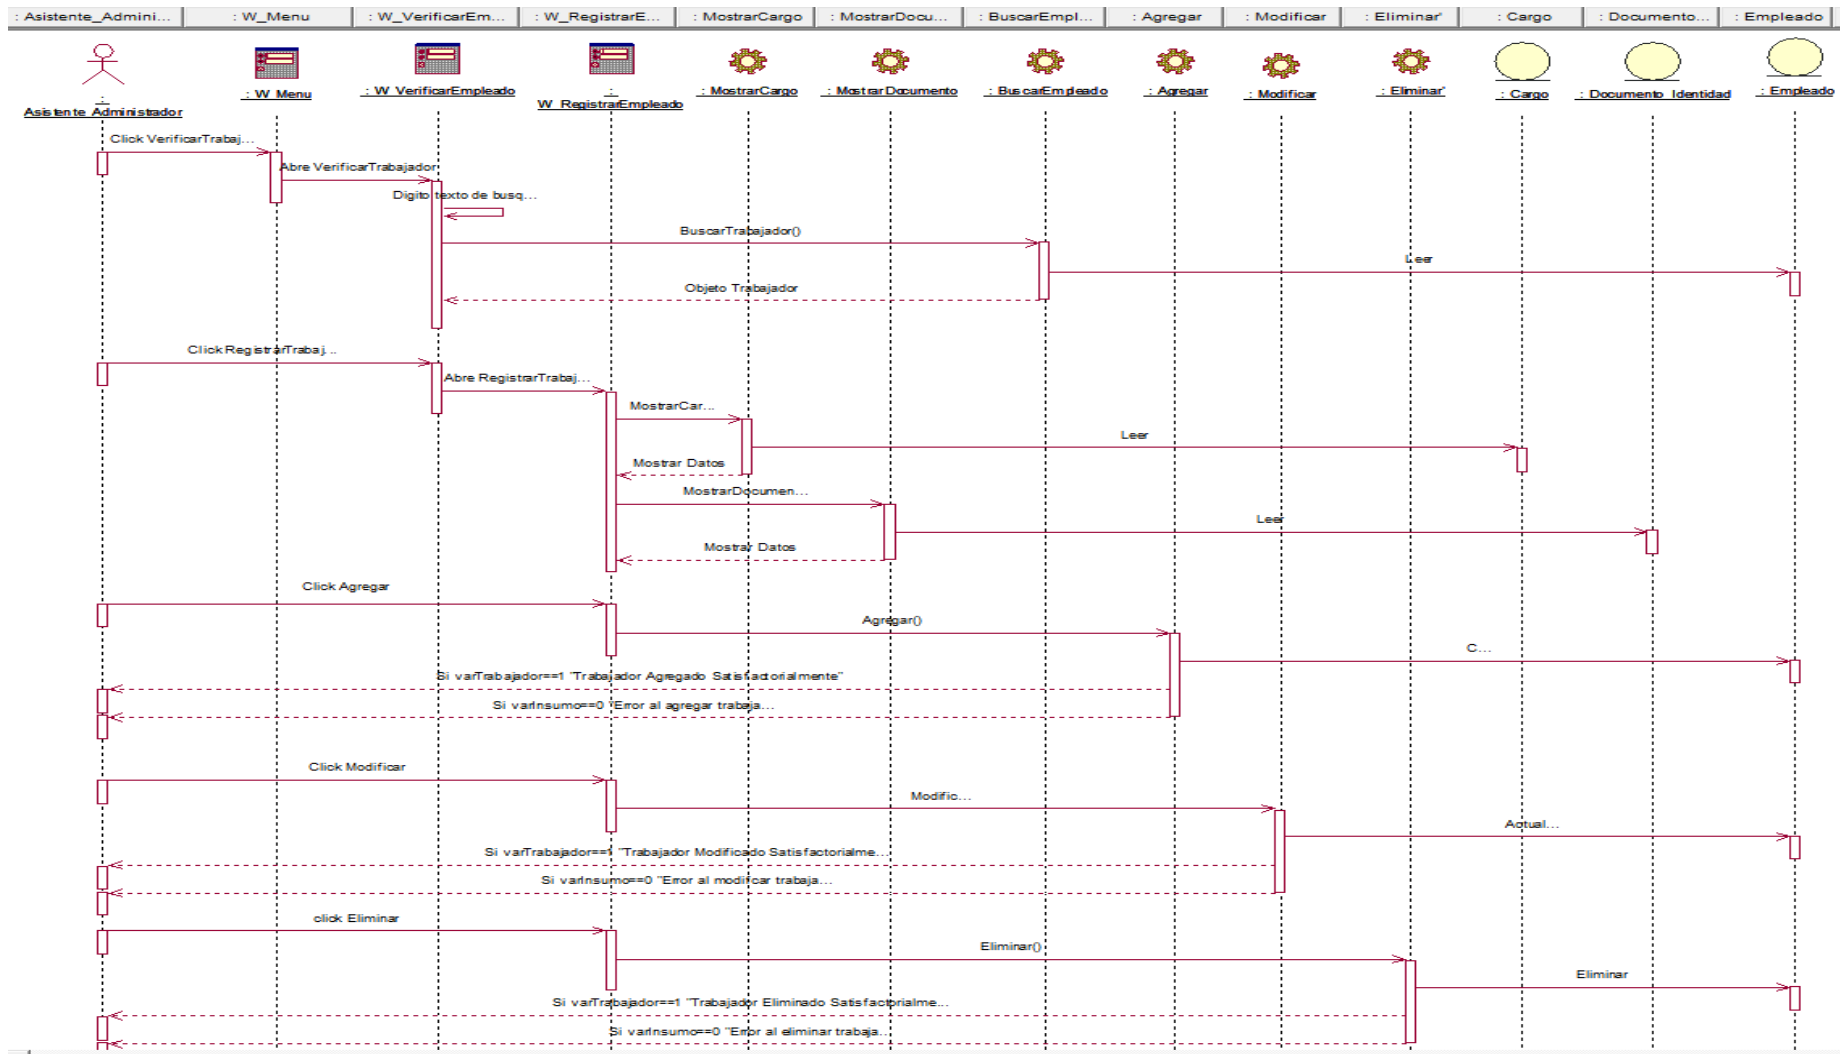 : Asistente_Admini...
: W_Menu
: W_VerificarEm...
: W_RegistrarE...
: MostrarCargo
: MostrarDocu...
: BuscarEmpl...
: Agregar
: Modificar
: Eliminar'
: Cargo
: Documento...
: Empleado
:
Asistente_Administrador
: W_Menu
: W_VerificarEmpleado
:
W_RegistrarEmpleado
: MostrarCargo
: MostrarDocumento
: BuscarEmpleado
: Agregar
: Modificar
: Eliminar'
: Cargo
: Documento_Identidad
: Empleado
Click VerificarTrabaj...
Abre VerificarTrabajador
Digito texto de busq...
BuscarTrabajador()
Leer
Objeto Trabajador
Click RegistrarTrabaj...
Abre RegistrarTrabaj...
MostrarCar...
Leer
Mostrar Datos
MostrarDocumen...
Leer
Mostrar Datos
Click Agregar
Agregar()
C...
Si varTrabajador==1 "Trabajador Agregado Satisfactorialmente"
Si varInsumo==0 "Error al agregar trabaja...
Click Modificar
Modific...
Actual...
Si varTrabajador==1 "Trabajador Modificado Satisfactorialme...
Si varInsumo==0 "Error al modifcar trabaja...
click Eliminar
Eliminar()
Eliminar
Si varTrabajador==1 "Trabajador Eliminado Satisfactorialme...
Si varInsumo==0 "Error al eliminar trabaja...